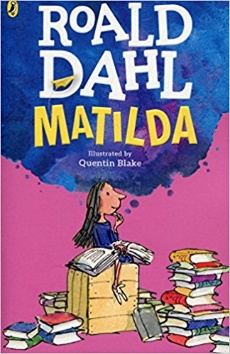 ROALD
DAHL
MATILDA
Illustrated by
Quentin Blake